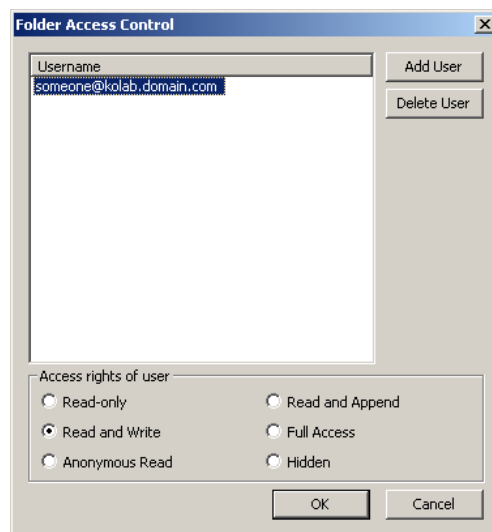 Folder Access Control
Username
Add User
someone@kolab.domain.com
Delete User
Access rights of user
Read-only
Read and Append
Read and Write
Full Access
Anonymous Read
Hidden
OK
Cancel